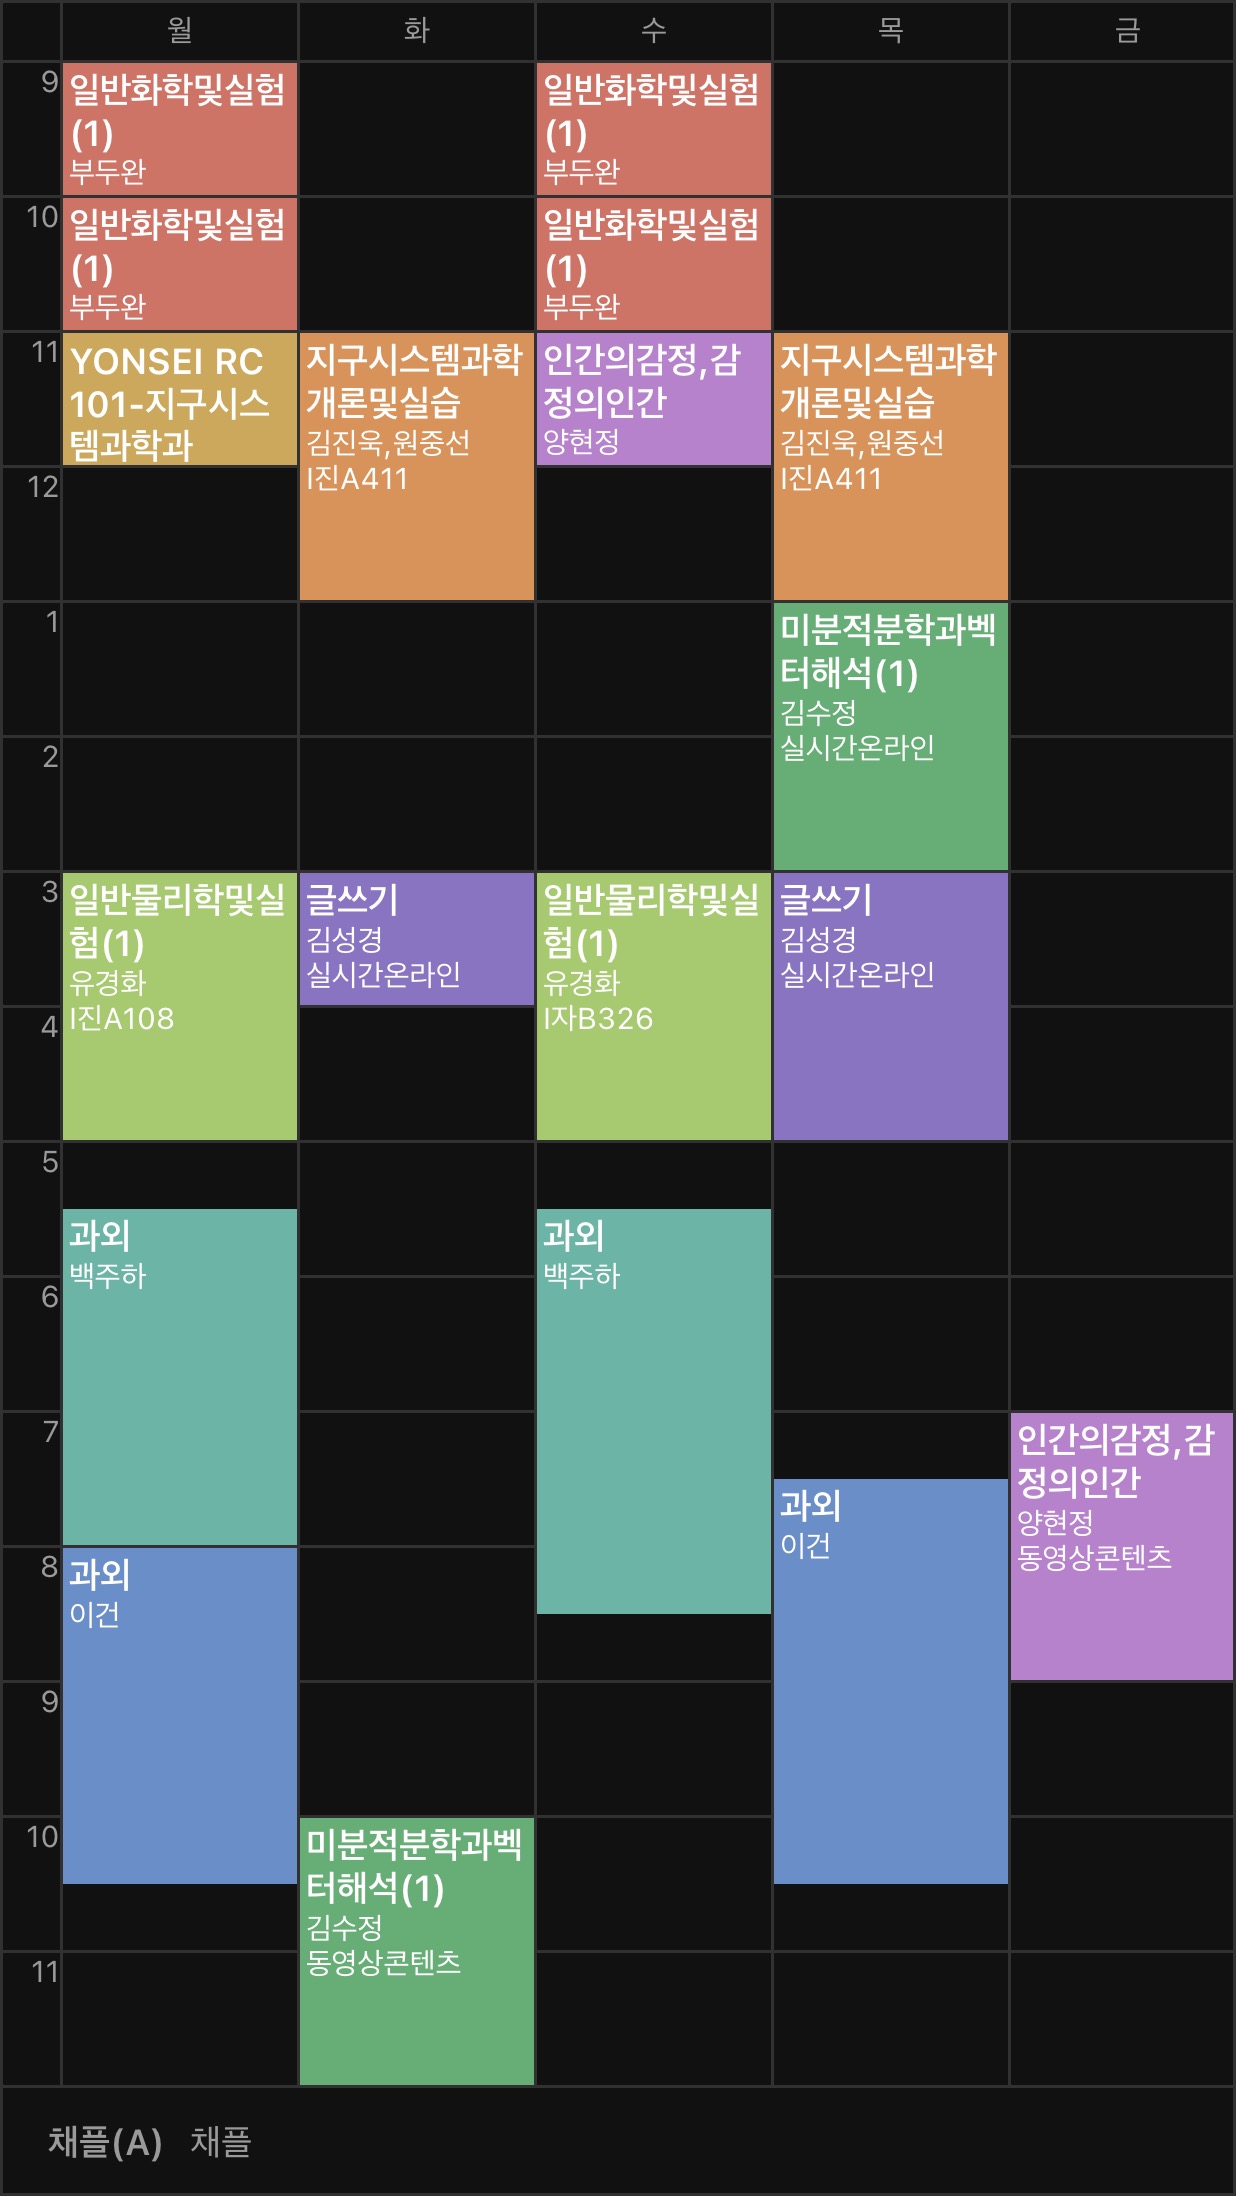 월 화 수 목 금
9
일반화학및실험
(1)
부두완
일반화학및실험
(1)
부두완
10
일반화학및실험
(1)
부두완
일반화학및실험
(1)
부두완
11
YONSEI RC
101-지구시스
템과학과
지구시스템과학
개론및실습
김진욱,원중선
I진A411
인간의감정,감
정의인간
양현정
지구시스템과학
개론및실습
김진욱,원중선
I진A411
12
1
미분적분학과벡
터해석(1)
김수정
실시간온라인
2
3
일반물리학및실
험(1)
유경화
I진A108
글쓰기
김성경
실시간온라인
일반물리학및실
험(1)
유경화
I자B326
글쓰기
김성경
실시간온라인
4
5
과외
백주하
과외
백주하
6
7
과외
이건
인간의감정,감
정의인간
양현정
동영상콘텐츠
8
과외
이건
9
10
미분적분학과벡
터해석(1)
김수정
동영상콘텐츠
11
채플(A) 채플